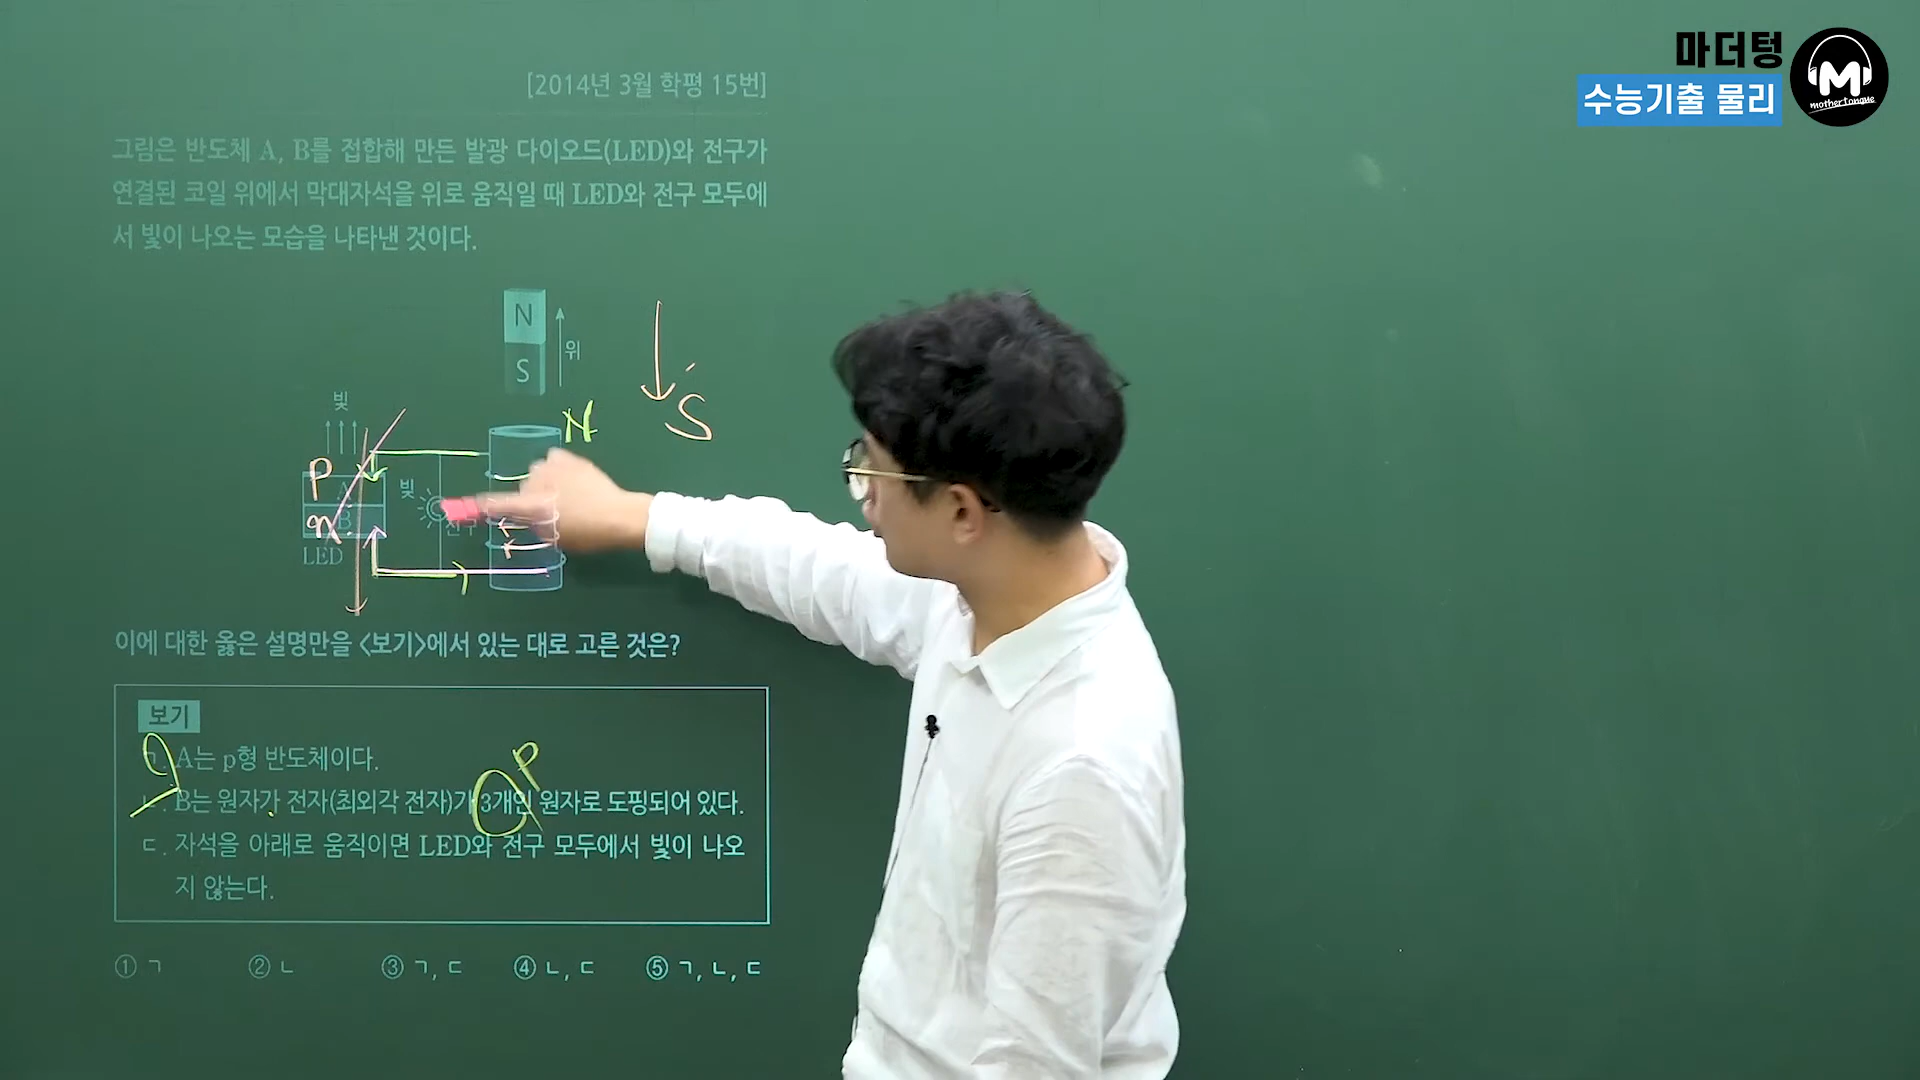 마더텅
수능기출 물리
M
mothertongue
[2014년 3월 학평 15번]
그림은 반도체 A, B를 접합해 만든 발광 다이오드(LED)와 전구가
연결된 코일 위에서 막대자석을 위로 움직일 때 LED와 전구 모두에
서 빛이 나오는 모습을 나타낸 것이다.
N
위
S
S
빛
N
P
A
빛
n
B
전구
LED
이에 대한 옳은 설명만을 <보기>에서 있는 대로 고른 것은?
보기
ㄱ. A는 p형 반도체이다.
P
ㄴ. B는 원자가 전자(최외각 전자)가 3개인 원자로 도핑되어 있다.
ㄷ. 자석을 아래로 움직이면 LED와 전구 모두에서 빛이 나오
지 않는다.
① ㄱ ② ㄴ ③ ㄱ, ㄷ ④ ㄴ, ㄷ ⑤ ㄱ, ㄴ, ㄷ